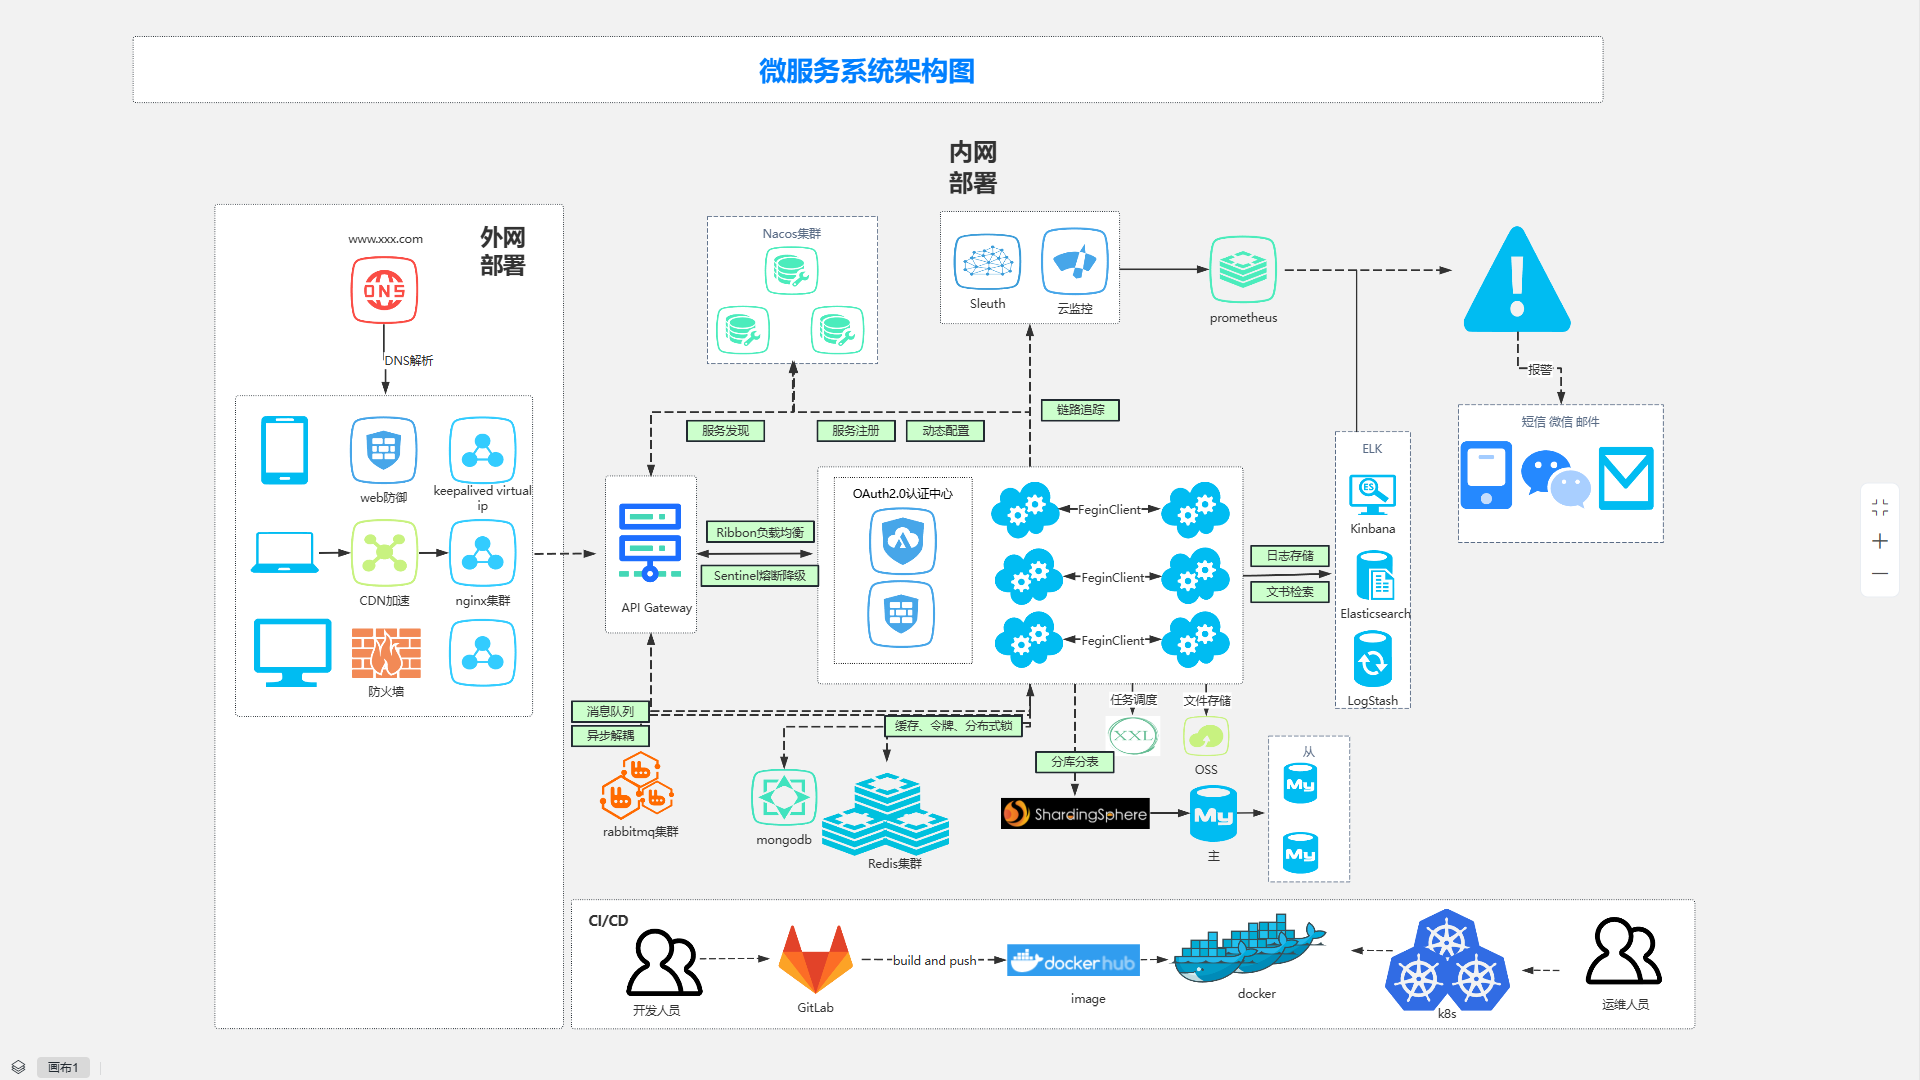 微服务系统架构图
内网
部署
www.xxx.com
外网
部署
DNS
DNS解析
web防御
keepalived virtual
ip
CDN加速
nginx集群
防火墙
Nacos集群
Sleuth
云监控
prometheus
报警
短信 微信 邮件
链路追踪
服务发现
服务注册
动态配置
API Gateway
Ribbon负载均衡
Sentinel熔断降级
OAuth2.0认证中心
FeginClient
FeginClient
FeginClient
日志存储
文书检索
ELK
ES
Kinbana
Elasticsearch
LogStash
消息队列
异步解耦
缓存、令牌、分布式锁
任务调度
文件存储
XXL
OSS
分库分表
rabbitmq集群
mongodb
Redis集群
ShardingSphere
My
主
从
My
My
CI/CD
开发人员
GitLab
build and push
dockerhub
image
docker
k8s
运维人员
画布1